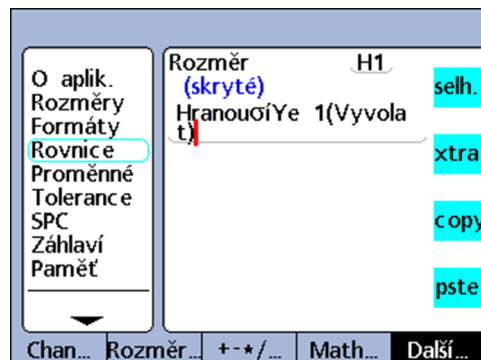 O aplik.
Rozměry
Formáty
Rovnice
Proměnné
Tolerance
SPC
Záhlaví
Paměť
Rozměr H1
(skryté)
HranouσíYe 1(Vyvola
t)
selh.
xtra
copy
pste
Chan... Rozměr... +-*/... Math... Další...